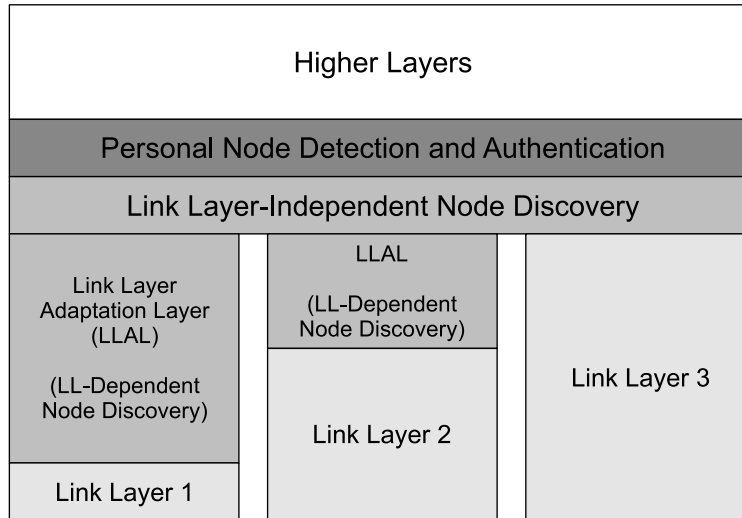 Higher Layers
Personal Node Detection and Authentication
Link Layer-Independent Node Discovery
Link Layer
Adaptation Layer
(LLAL)
(LL-Dependent
Node Discovery)
Link Layer 1
LLAL
(LL-Dependent
Node Discovery)
Link Layer 2
Link Layer 3